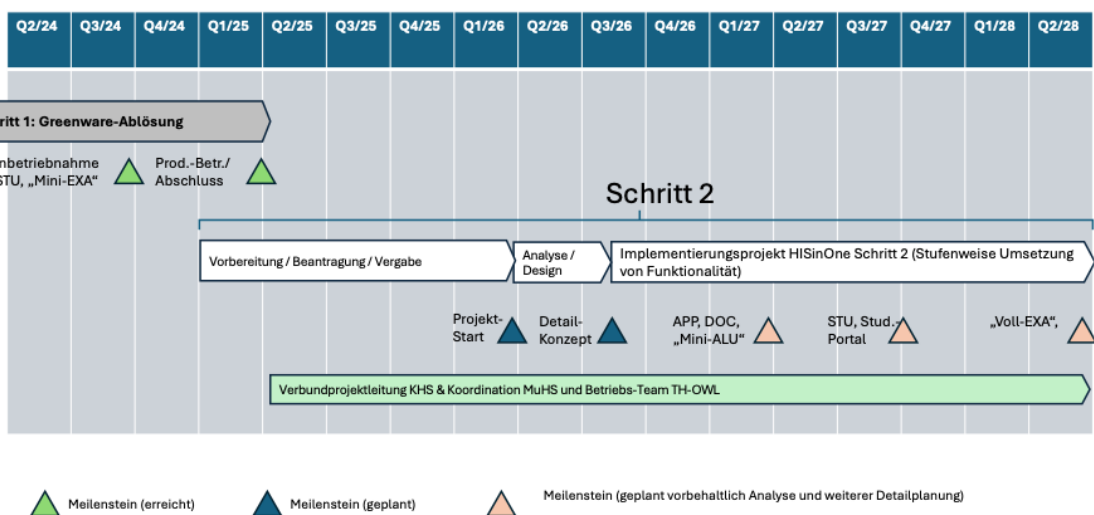 Q2/24 Q3/24 Q4/24 Q1/25 Q2/25 Q3/25 Q4/25 Q1/26 Q2/26 Q3/26 Q4/26 Q1/27 Q2/27 Q3/27 Q4/27 Q1/28 Q2/28
ritt 1: Greenware-Ablösung
nbetriebnahme
STU, „Mini-EXA“
Prod.-Betr./
Abschluss
Schritt 2
Vorbereitung / Beantragung / Vergabe
Analyse /
Design
Implementierungsprojekt HISinOne Schritt 2 (Stufenweise Umsetzung
von Funktionalität)
Projekt-
Start
Detail-
Konzept
APP, DOC,
„Mini-ALU“
STU, Stud.-
Portal
„Voll-EXA“,
Verbundprojektleitung KHS & Koordination MuHS und Betriebs-Team TH-OWL
Meilenstein (erreicht)
Meilenstein (geplant)
Meilenstein (geplant vorbehaltlich Analyse und weiterer Detailplanung)